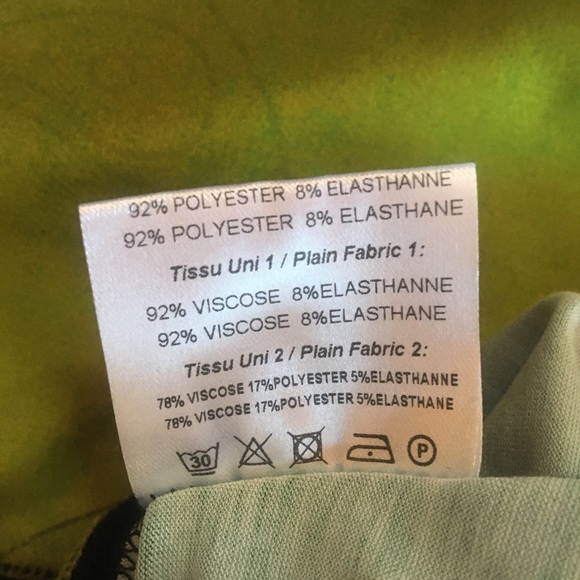 92% POLYESTER 8% ELASTHANNE
92% POLYESTER 8% ELASTHANE
Tissu Uni 1 / Plain Fabric 1:
92% VISCOSE 8%ELASTHANNE
92% VISCOSE 8%ELASTHANE
Tissu Uni 2 / Plain Fabric 2:
78% VISCOSE 17%POLYESTER 5%ELASTHANNE
78% VISCOSE 17%POLYESTER 5%ELASTHANE
30 P